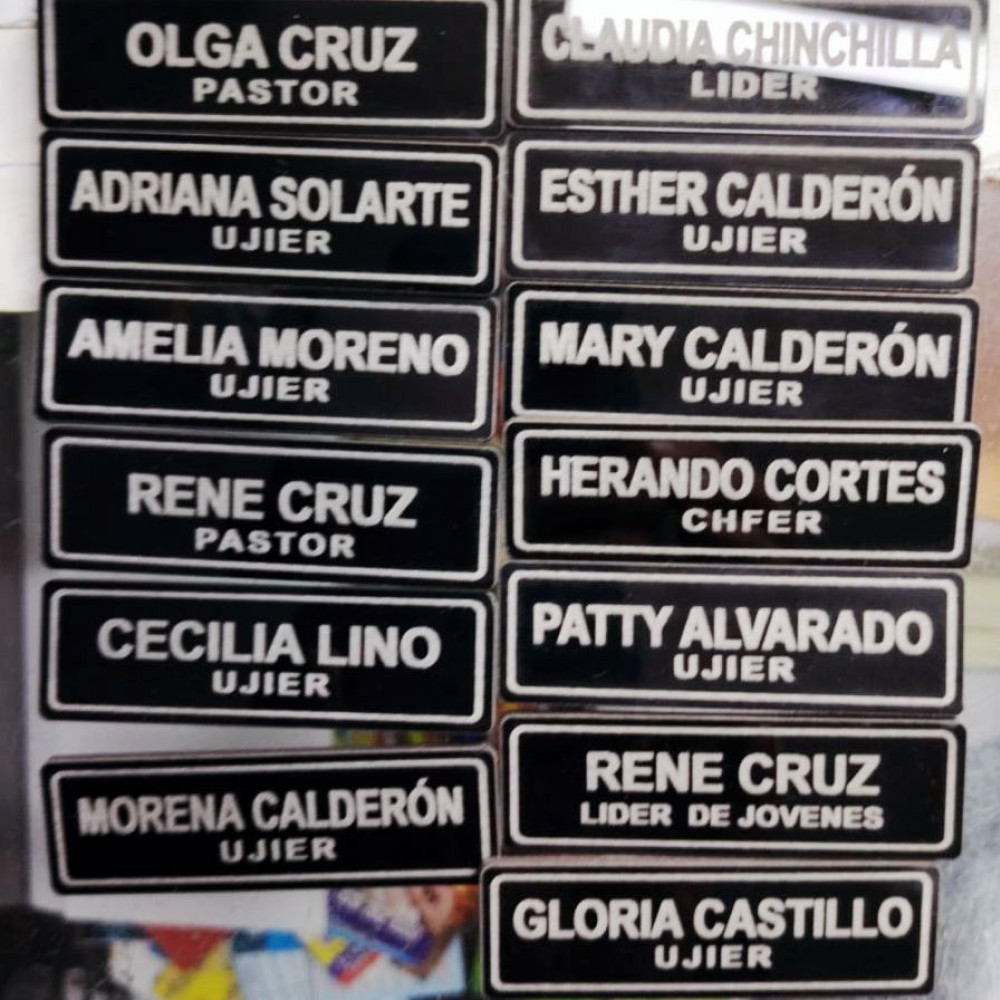 OLGA CRUZ
PASTOR
ADRIANA SOLARTE
UJIER
AMELIA MORENO
UJIER
RENE CRUZ
PASTOR
CECILIA LINO
UJIER
MORENA CALDERÓN
UJIER
CLAUDIA CHINCHILLA
LIDER
ESTHER CALDERÓN
UJIER
MARY CALDERÓN
UJIER
HERANDO CORTES
CHFER
PATTY ALVARADO
UJIER
RENE CRUZ
LIDER DE JOVENES
GLORIA CASTILLO
UJIER